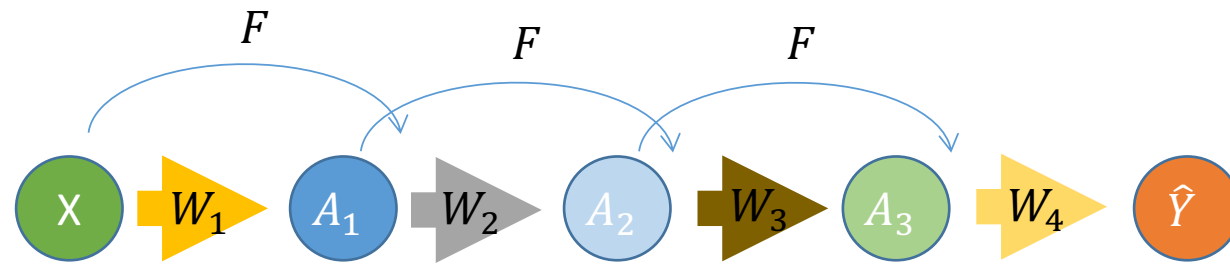 F F F
X W₁ A₁ W₂ A₂ W₃ A₃ W₄ Ŷ